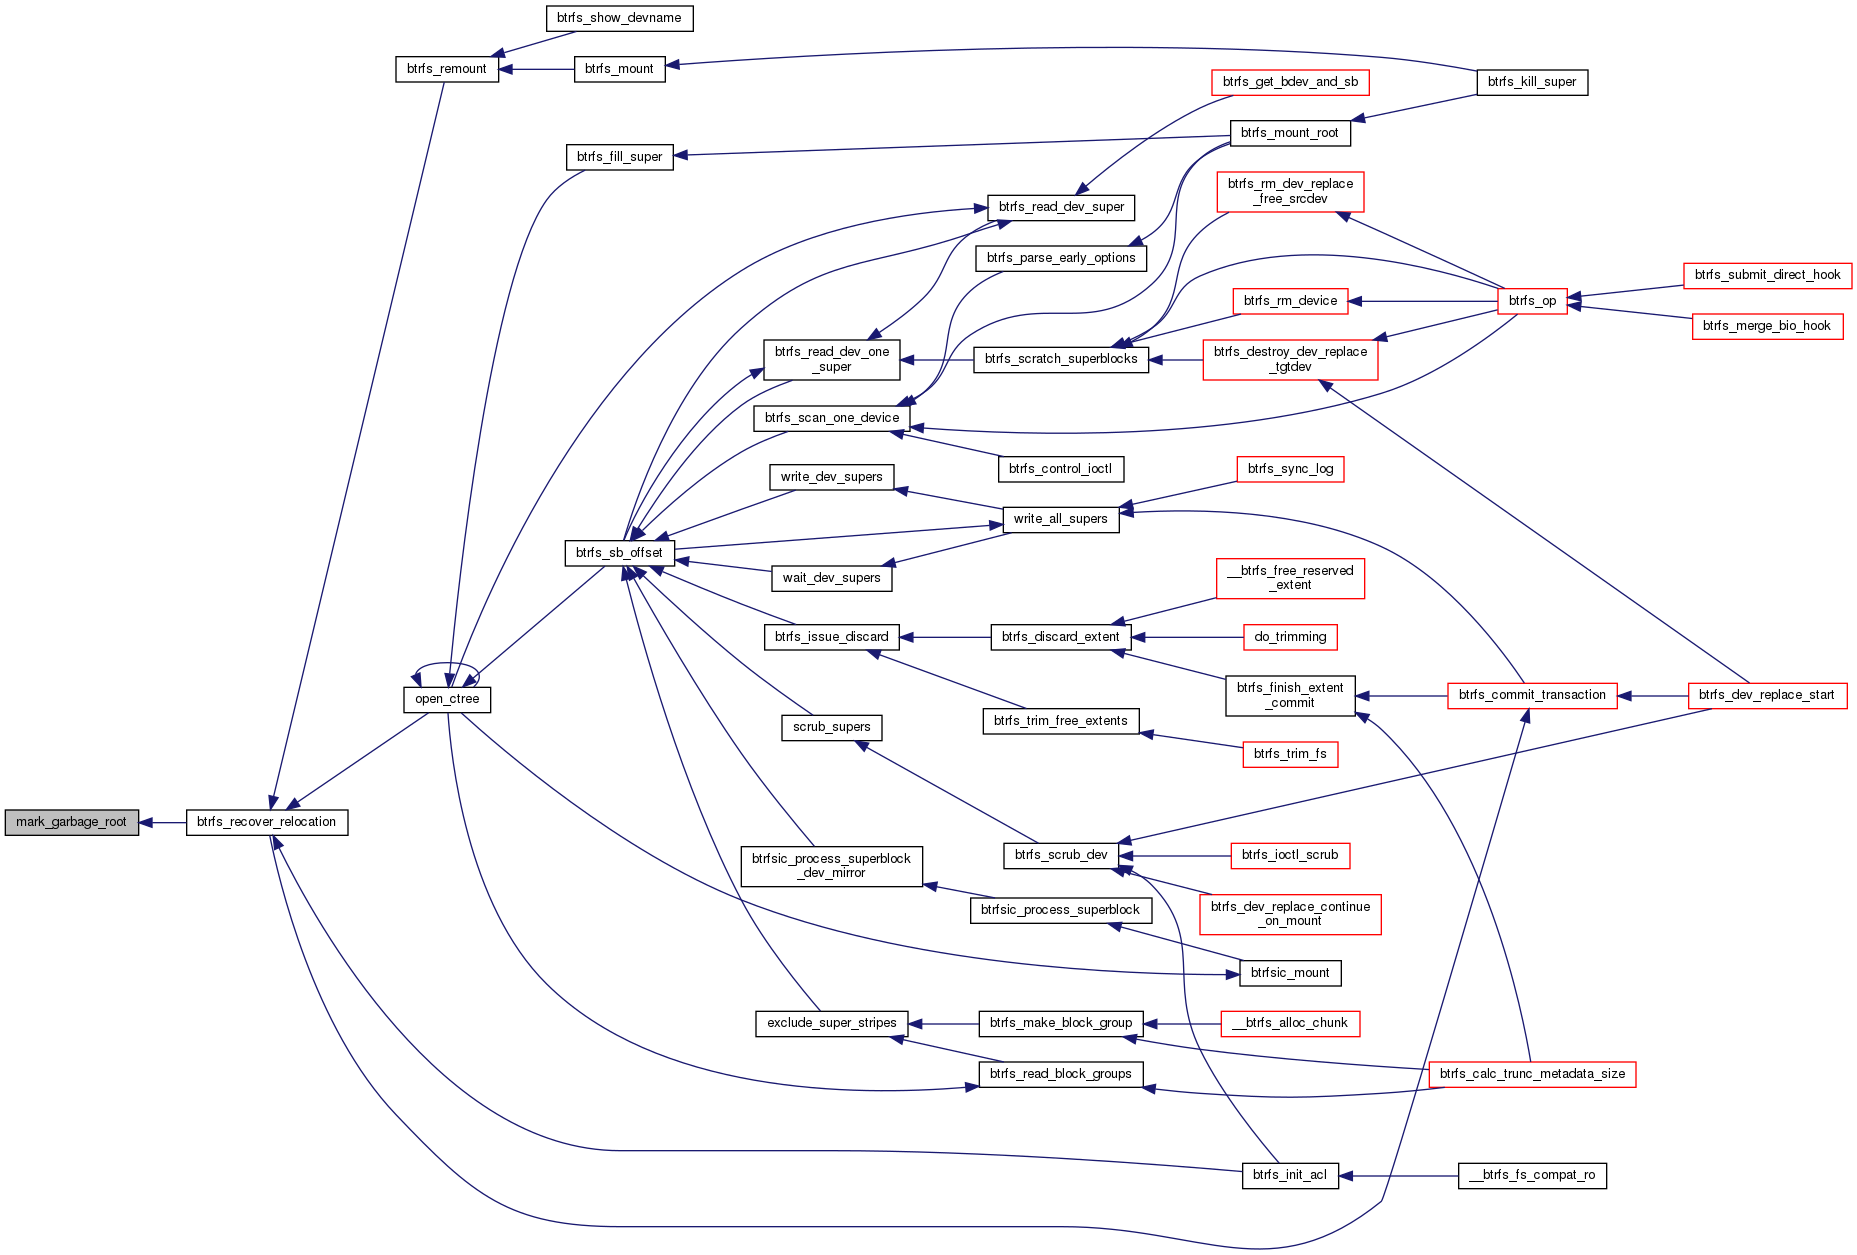 btrfs_show_devname
btrfs_remount
btrfs_mount
btrfs_get_bdev_and_sb
btrfs_kill_super
btrfs_mount_root
btrfs_fill_super
btrfs_rm_dev_replace
_free_srcdev
btrfs_read_dev_super
btrfs_parse_early_options
btrfs_submit_direct_hook
btrfs_rm_device
btrfs_op
btrfs_merge_bio_hook
btrfs_read_dev_one
_super
btrfs_scratch_superblocks
btrfs_destroy_dev_replace
_tgtdev
btrfs_scan_one_device
btrfs_control_ioctl
btrfs_sync_log
write_dev_supers
write_all_supers
btrfs_sb_offset
wait_dev_supers
__btrfs_free_reserved
_extent
btrfs_issue_discard
btrfs_discard_extent
do_trimming
open_ctree
btrfs_finish_extent
_commit
btrfs_commit_transaction
btrfs_dev_replace_start
scrub_supers
btrfs_trim_free_extents
btrfs_trim_fs
mark_garbage_root
btrfs_recover_relocation
btrfsic_process_superblock
_dev_mirror
btrfs_scrub_dev
btrfs_ioctl_scrub
btrfs_dev_replace_continue
_on_mount
btrfsic_process_superblock
btrfsic_mount
exclude_super_stripes
btrfs_make_block_group
__btrfs_alloc_chunk
btrfs_read_block_groups
btrfs_calc_trunc_metadata_size
btrfs_init_acl
__btrfs_fs_compat_ro